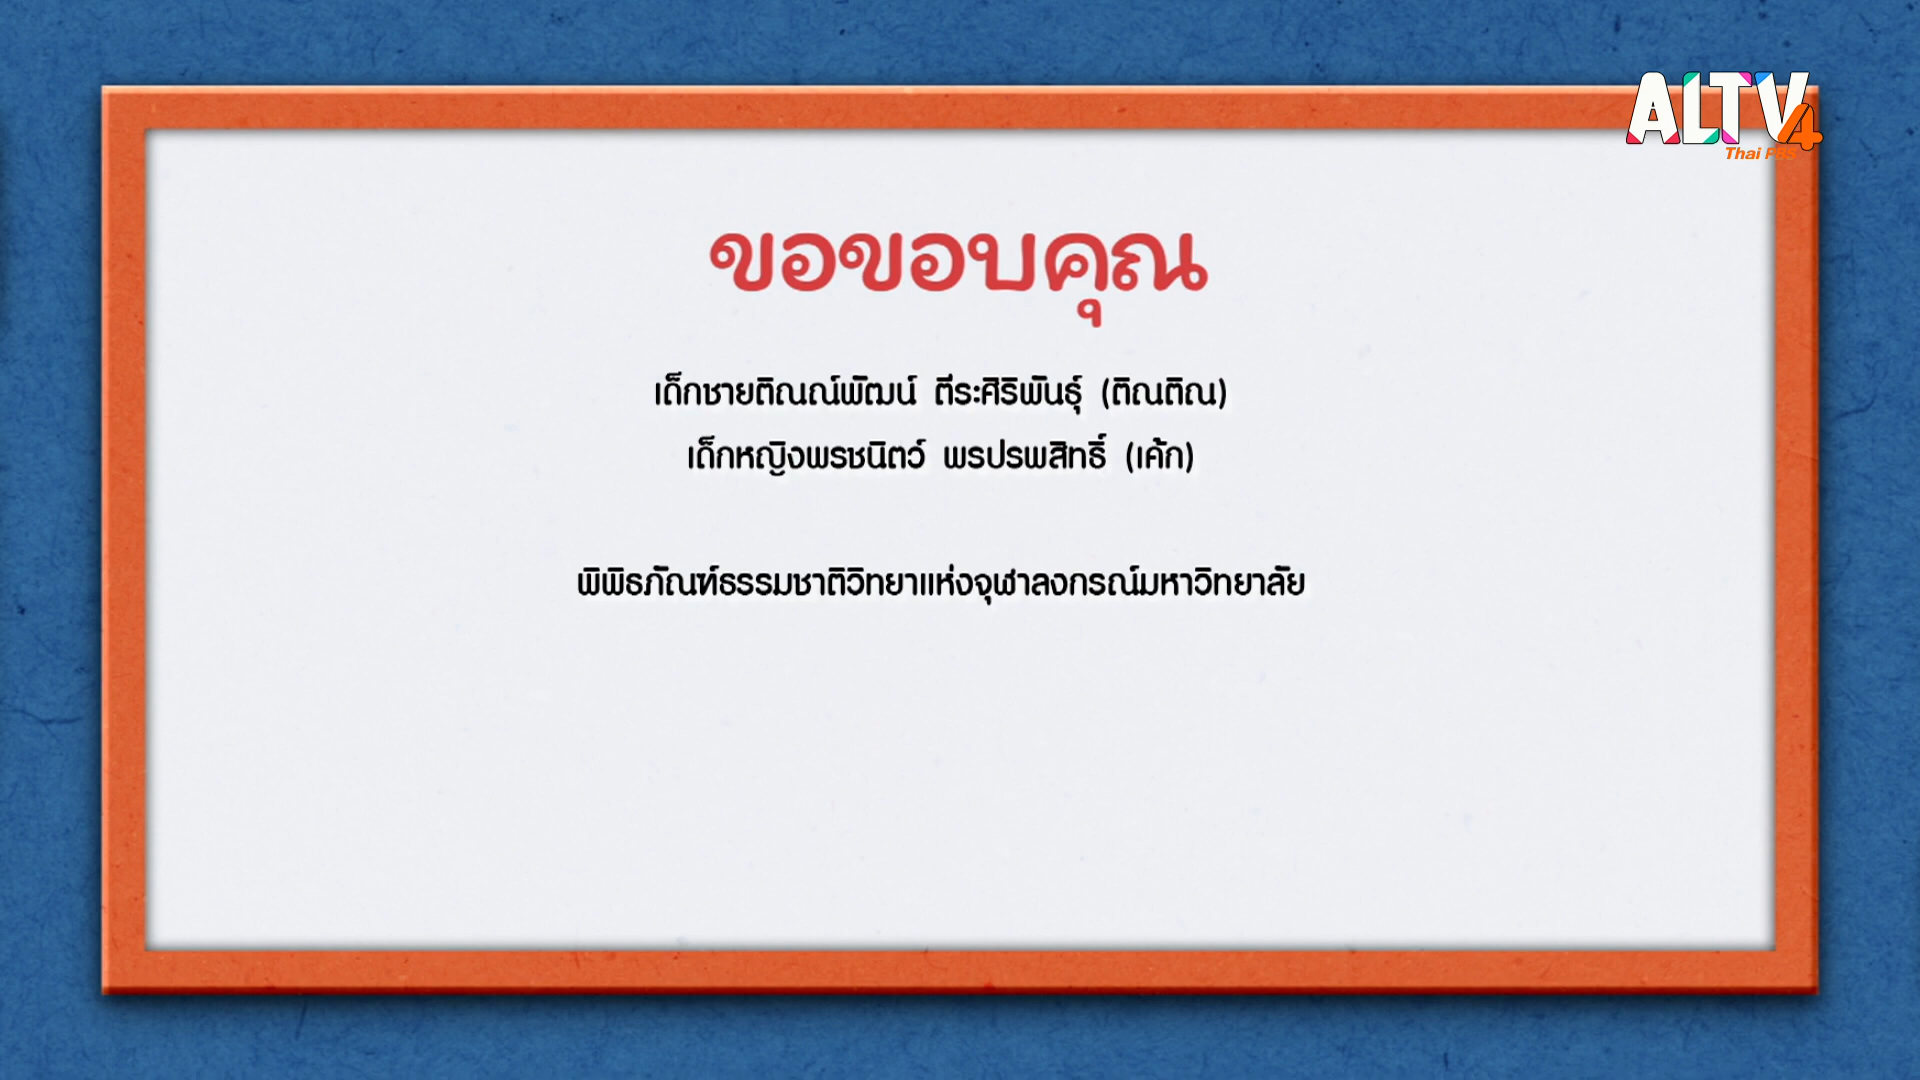 ALTV4
Thai PBS
ขอขอบคุณ
เด็กชายติณณ์พัฒน์ ตีระศิริพันธุ์ (ติณติณ)
เด็กหญิงพรชนิตว์ พรปรพสิทธิ์ (เค้ก)
พิพิธภัณฑ์ธรรมชาติวิทยาแห่งจุฬาลงกรณ์มหาวิทยาลัย